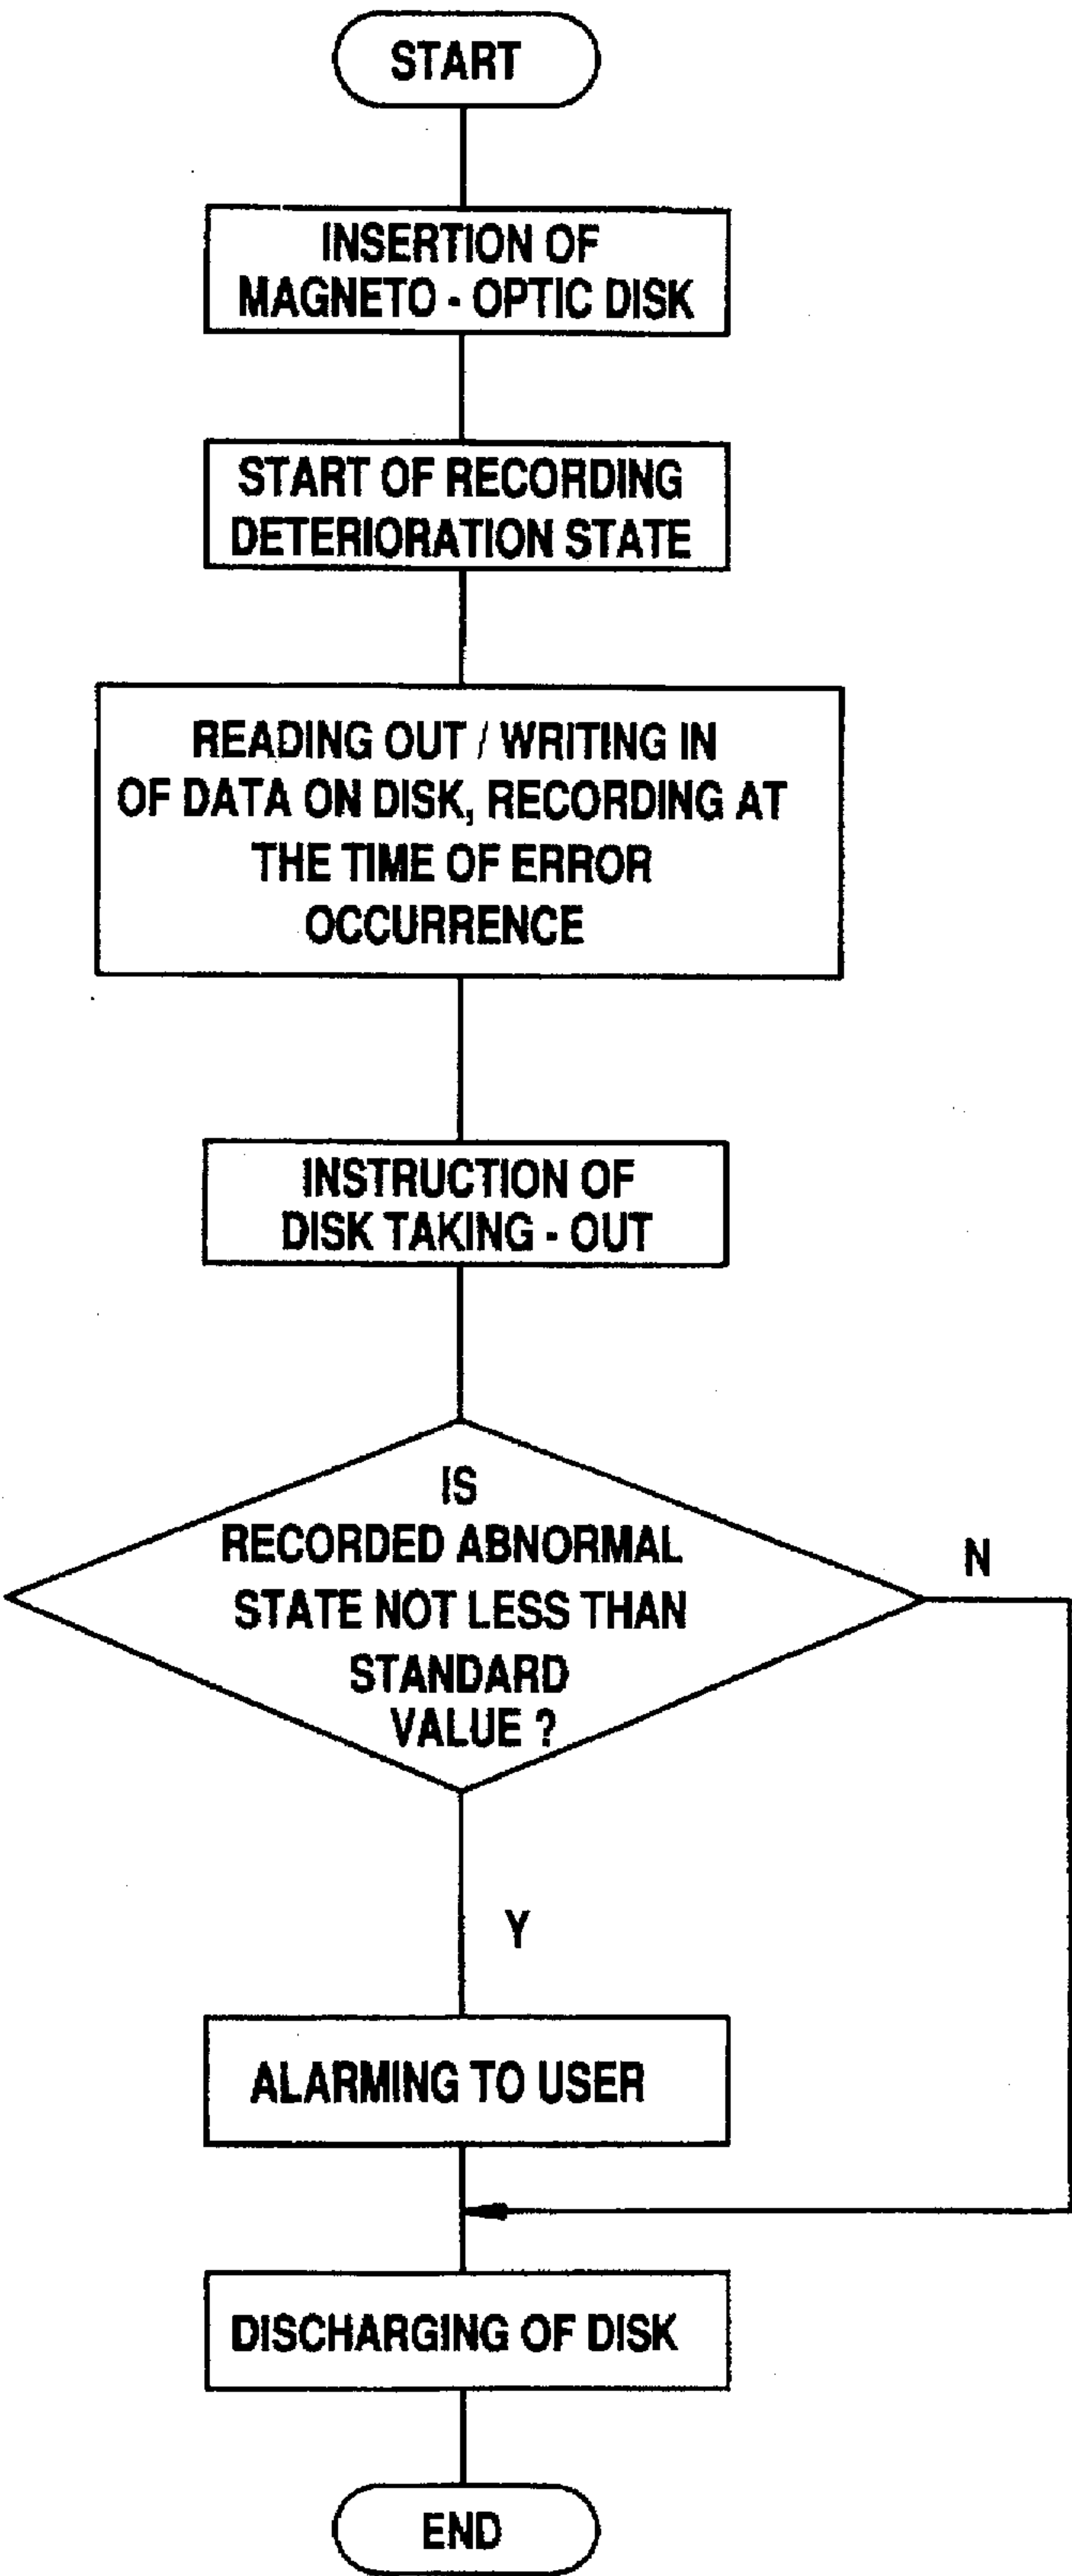 START
INSERTION OF
MAGNETO - OPTIC DISK
START OF RECORDING
DETERIORATION STATE
READING OUT / WRITING IN
OF DATA ON DISK, RECORDING AT
THE TIME OF ERROR
OCCURRENCE
INSTRUCTION OF
DISK TAKING - OUT
IS
RECORDED ABNORMAL
STATE NOT LESS THAN
STANDARD
VALUE ?
N
Y
ALARMING TO USER
DISCHARGING OF DISK
END